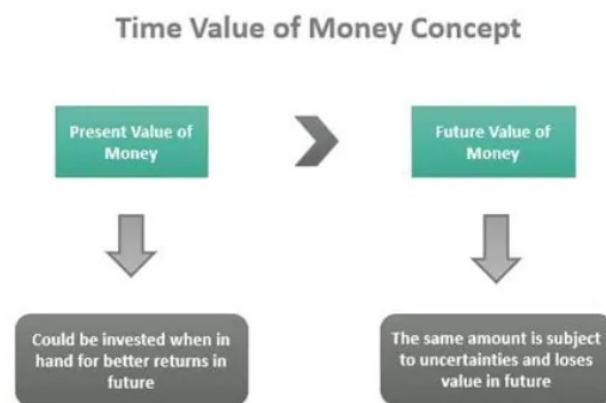 Time Value of Money Concept
Present Value of
Money
Future Value of
Money
Could be invested when in
hand for better returns in
future
The same amount is subject
to uncertainties and loses
value in future